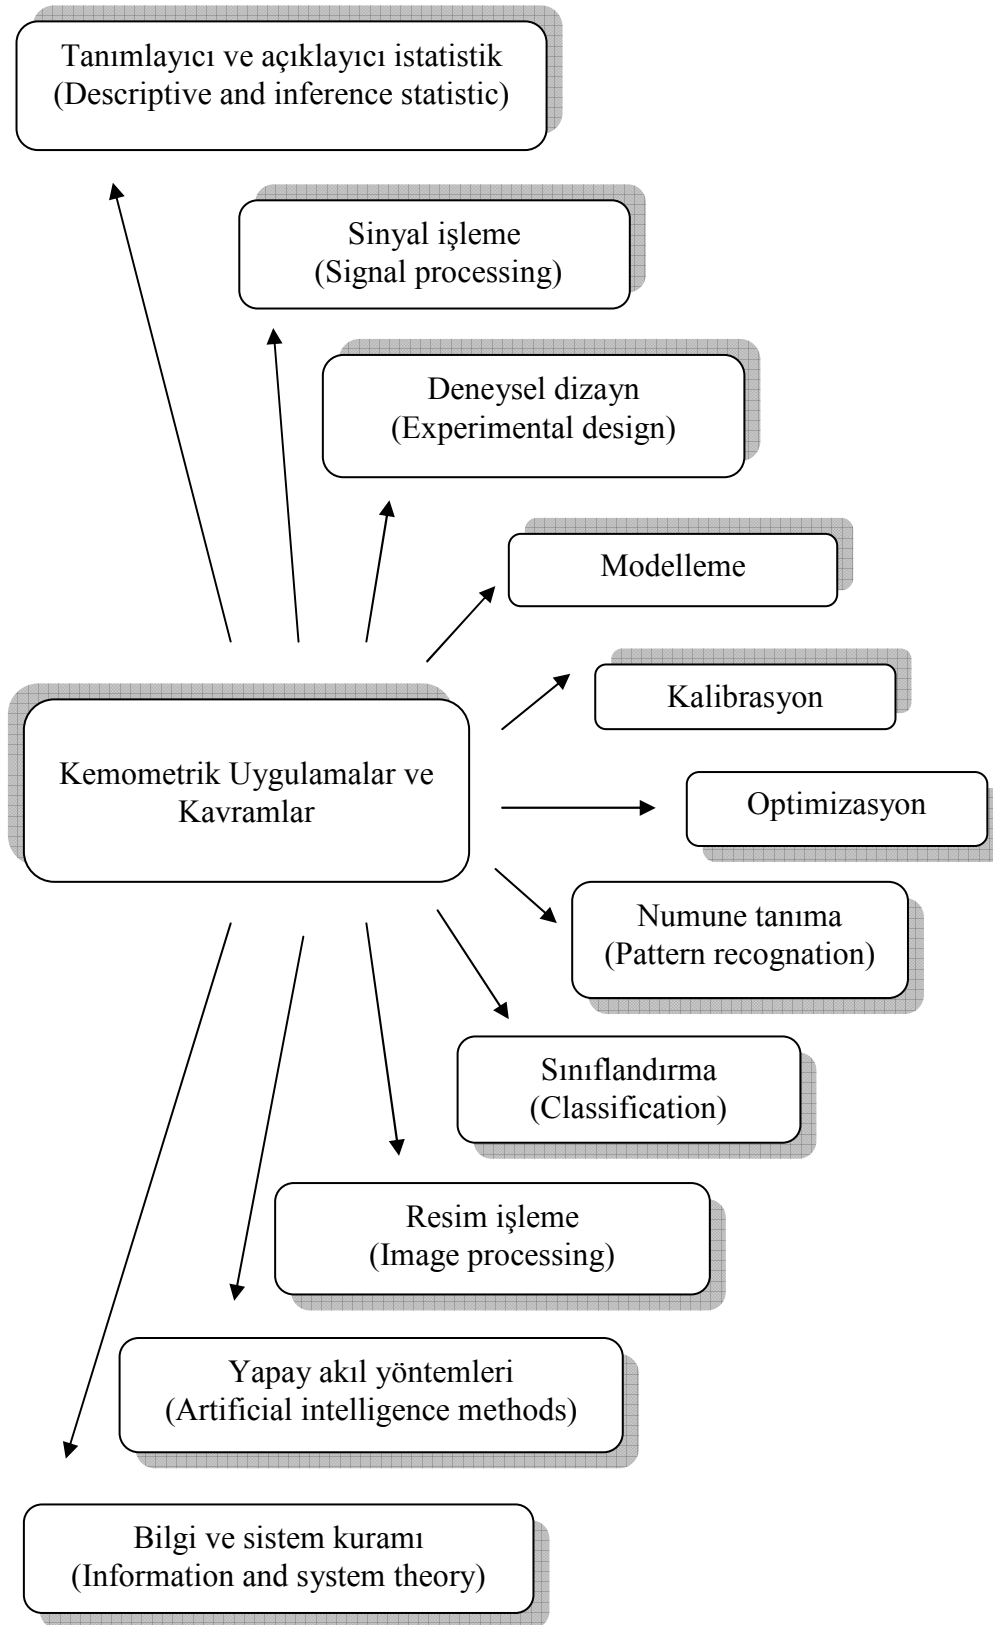 Tanımlayıcı ve açıklayıcı istatistik
(Descriptive and inference statistic)
Sinyal işleme
(Signal processing)
Deneysel dizayn
(Experimental design)
Modelleme
Kalibrasyon
Kemometrik Uygulamalar ve
Kavramlar
Optimizasyon
Numune tanıma
(Pattern recognation)
Sınıflandırma
(Classification)
Resim işleme
(Image processing)
Yapay akıl yöntemleri
(Artificial intelligence methods)
Bilgi ve sistem kuramı
(Information and system theory)